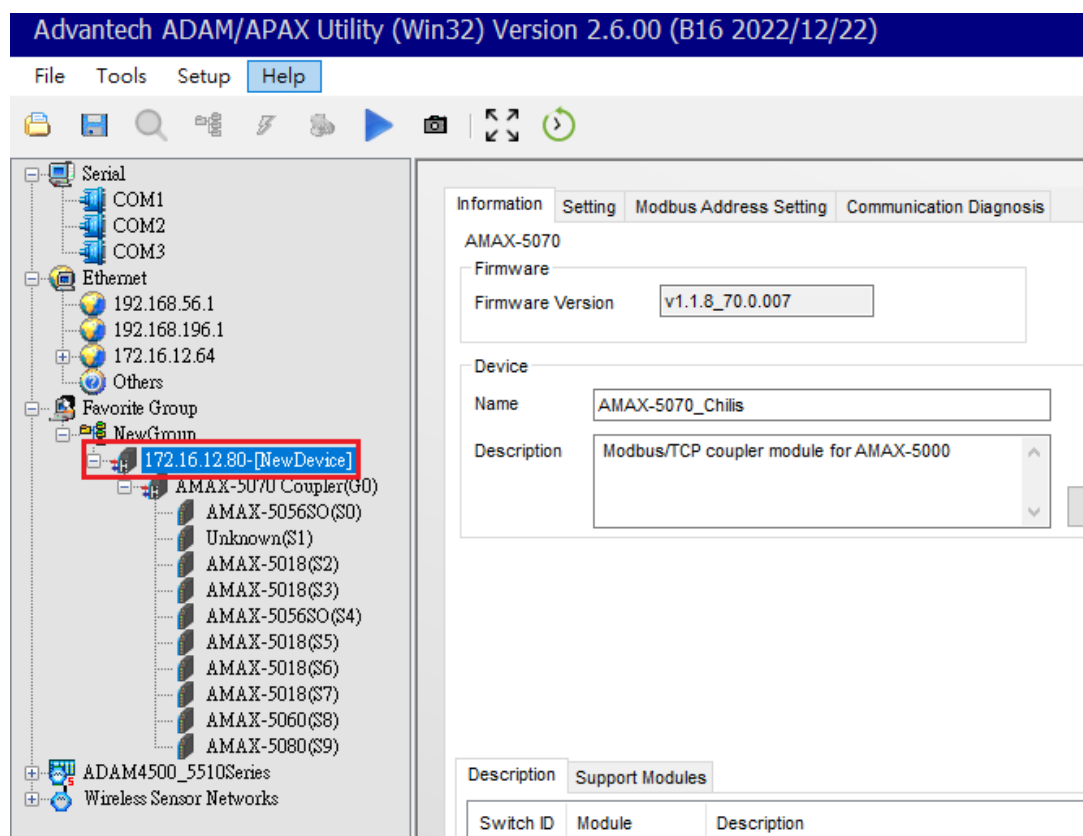 Advantech ADAM/APAX Utility (Win32) Version 2.6.00 (B16 2022/12/22)
File Tools Setup Help
Serial
COM1
COM2
COM3
Ethernet
192.168.56.1
192.168.196.1
172.16.12.64
Others
Favorite Group
NewGroup
172.16.12.80-[NewDevice]
AMAX-5070 Coupler(G0)
AMAX-5056SO(S0)
Unknown(S1)
AMAX-5018(S2)
AMAX-5018(S3)
AMAX-5056SO(S4)
AMAX-5018(S5)
AMAX-5018(S6)
AMAX-5018(S7)
AMAX-5060(S8)
AMAX-5080(S9)
ADAM4500_5510Series
Wireless Sensor Networks
Information Setting Modbus Address Setting Communication Diagnosis
AMAX-5070
Firmware
Firmware Version v1.1.8_70.0.007
Device
Name AMAX-5070_Chilis
Description Modbus/TCP coupler module for AMAX-5000
Description Support Modules
Switch ID Module Description